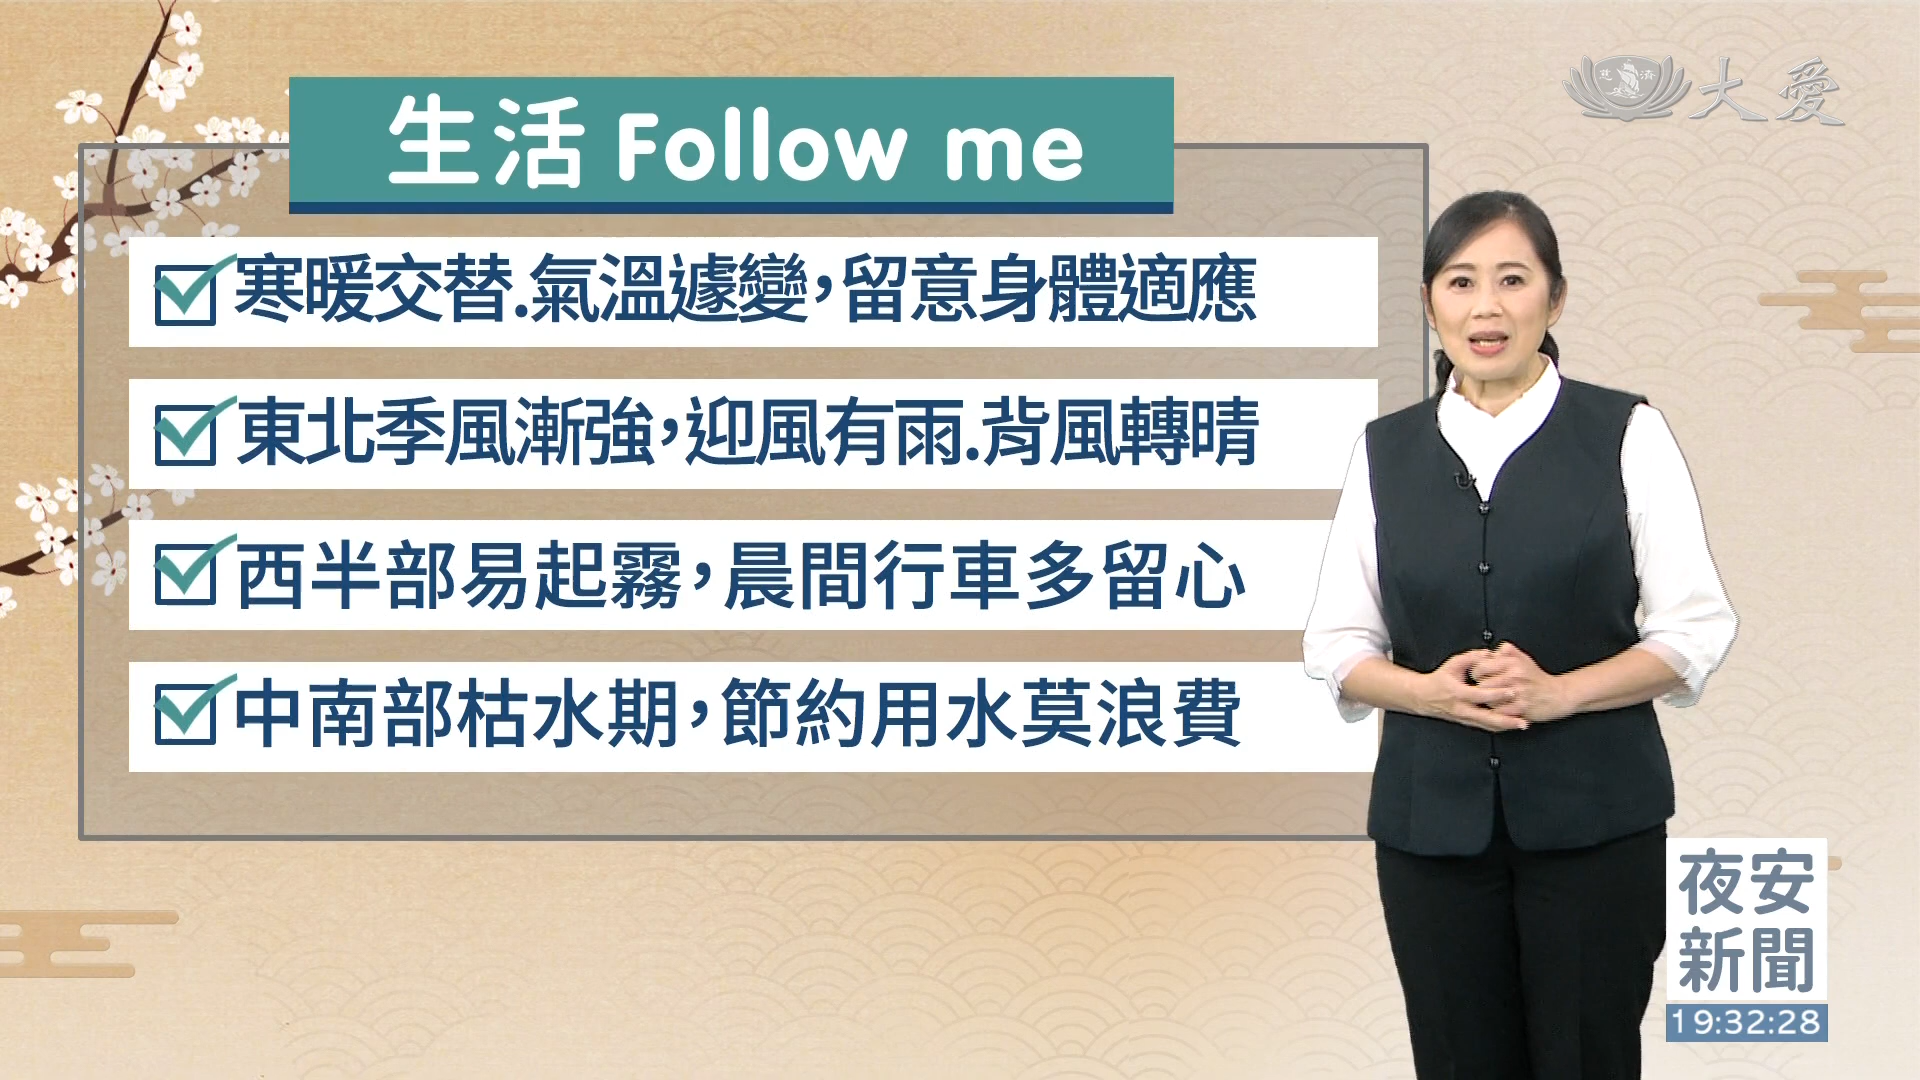 生活 Follow me
大愛
慈濟
寒暖交替.氣溫遽變，留意身體適應
東北季風漸強，迎風有雨.背風轉晴
西半部易起霧，晨間行車多留心
中南部枯水期，節約用水莫浪費
夜安
新聞
19:32:28